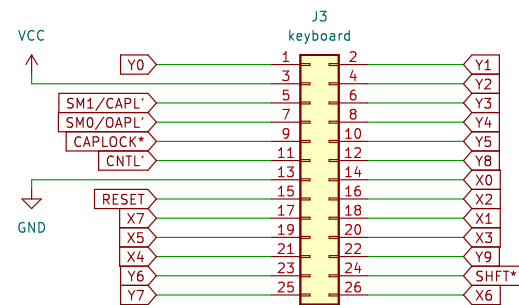 J3
keyboard
VCC
Y0 1 2 Y1
3 4 Y2
SM1/CAPL' 5 6 Y3
SM0/OAPL' 7 8 Y4
CAPLOCK* 9 10 Y5
CNTL' 11 12 Y8
13 14 X0
RESET 15 16 X2
GND
X7 17 18 X1
X5 19 20 X3
X4 21 22 Y9
Y6 23 24 SHFT*
Y7 25 26 X6